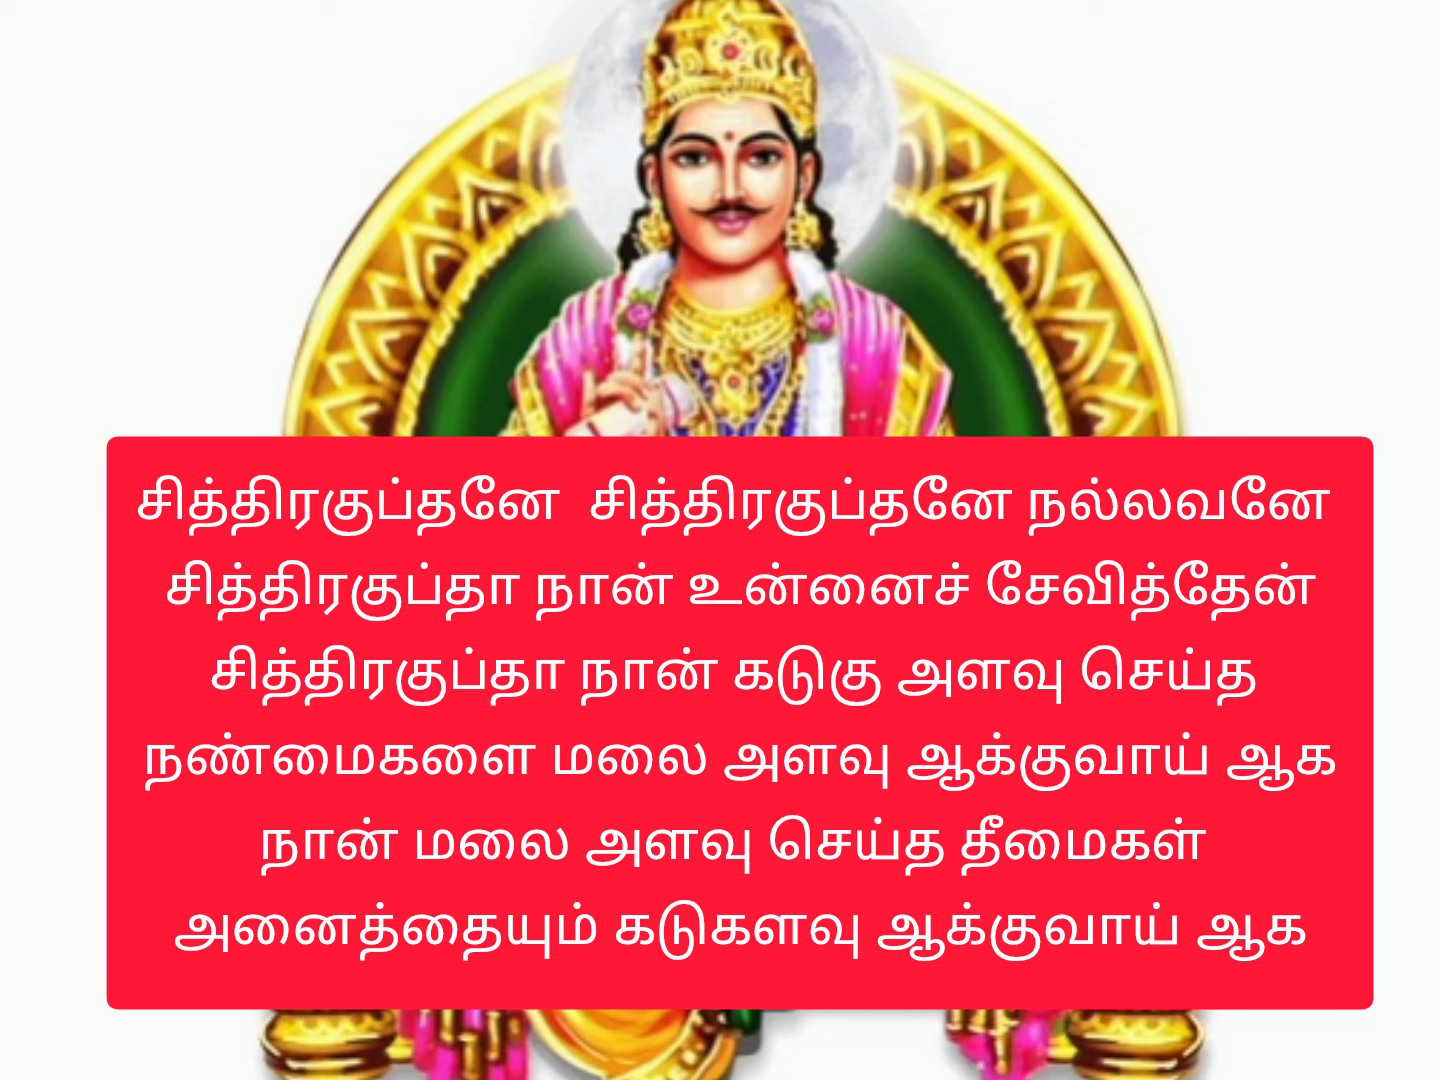 சித்திரகுப்தனே சித்திரகுப்தனே நல்லவனே
சித்திரகுப்தா நான் உன்னைச் சேவித்தேன்
சித்திரகுப்தா நான் கடுகு அளவு செய்த
நண்மைகளை மலை அளவு ஆக்குவாய் ஆக
நான் மலை அளவு செய்த தீமைகள்
அனைத்தையும் கடுகளவு ஆக்குவாய் ஆக